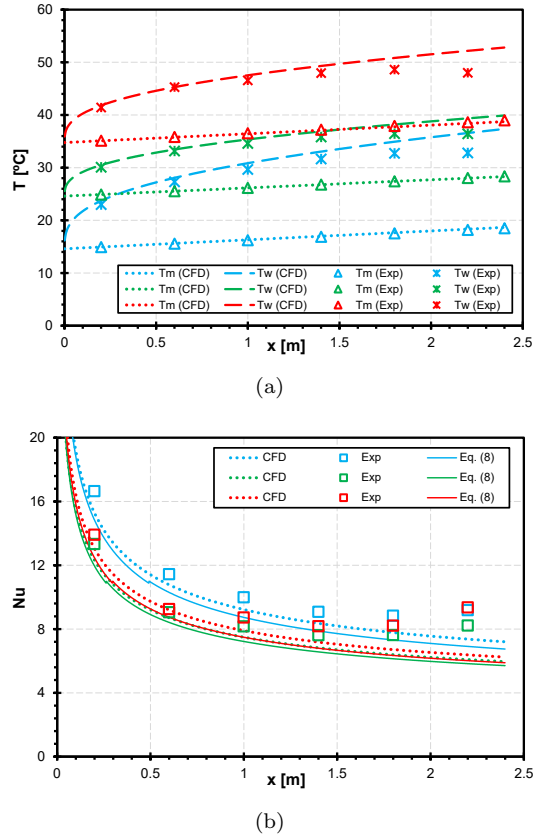 60
50
40
30
20
10
0
T [ºC]
Tm (CFD) Tw (CFD) Tm (Exp) Tw (Exp)
Tm (CFD) Tw (CFD) Tm (Exp) Tw (Exp)
Tm (CFD) Tw (CFD) Tm (Exp) Tw (Exp)
0 0.5 1 1.5 2 2.5
x [m]
(a)
20
16
12
8
4
0
Nu
CFD Exp Eq. (8)
CFD Exp Eq. (8)
CFD Exp Eq. (8)
0 0.5 1 1.5 2 2.5
x [m]
(b)